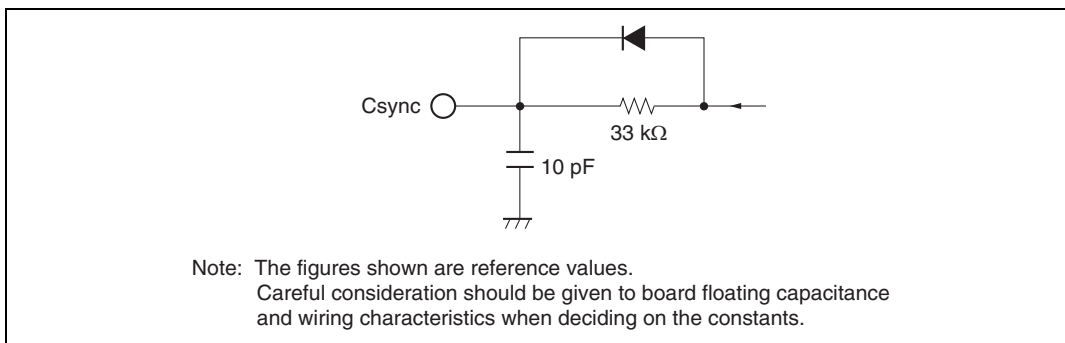 Csync
33 kΩ
10 pF
Note: The figures shown are reference values.
Careful consideration should be given to board floating capacitance
and wiring characteristics when deciding on the constants.